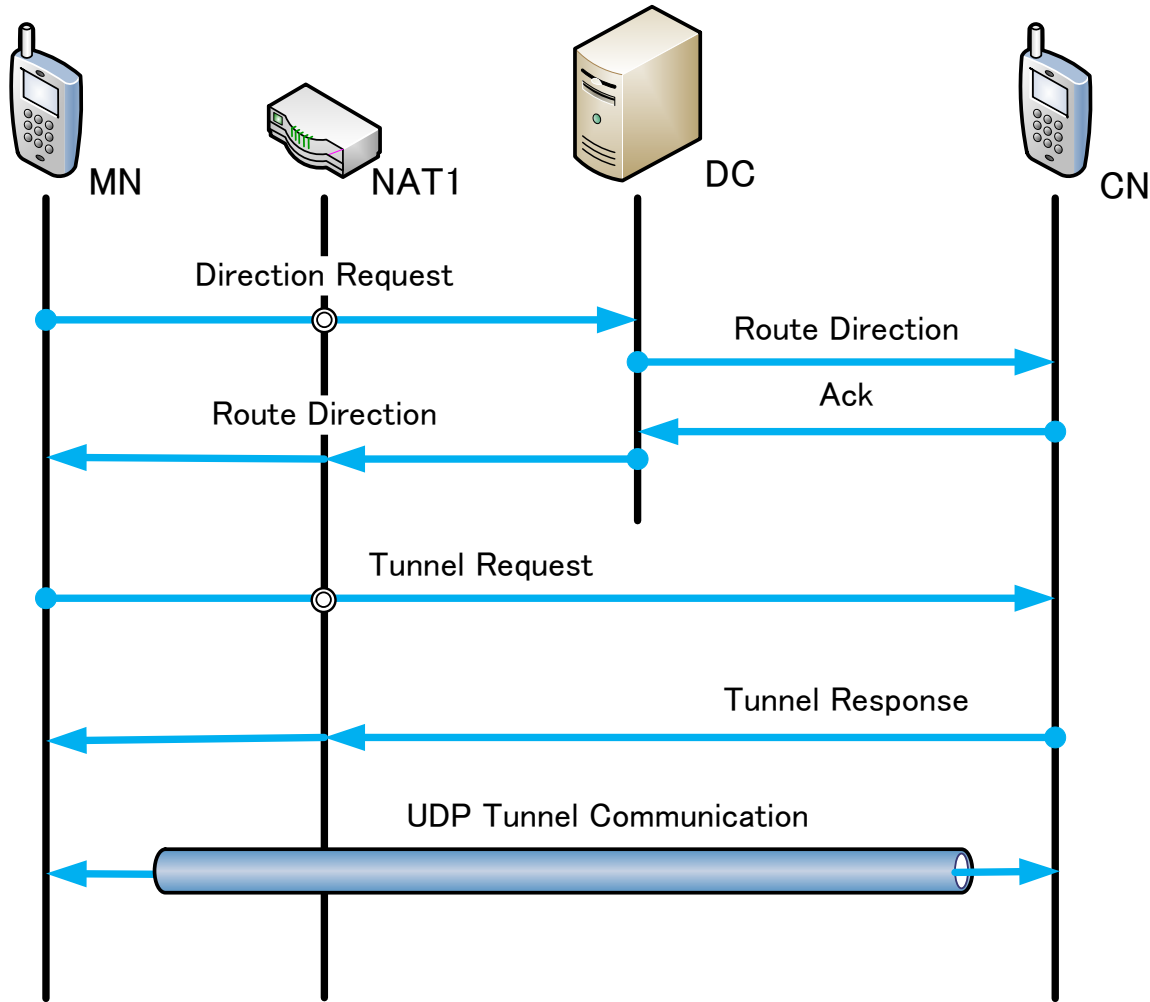 MN
NAT1
DC
CN
Direction Request
Route Direction
Ack
Route Direction
Tunnel Request
Tunnel Response
UDP Tunnel Communication